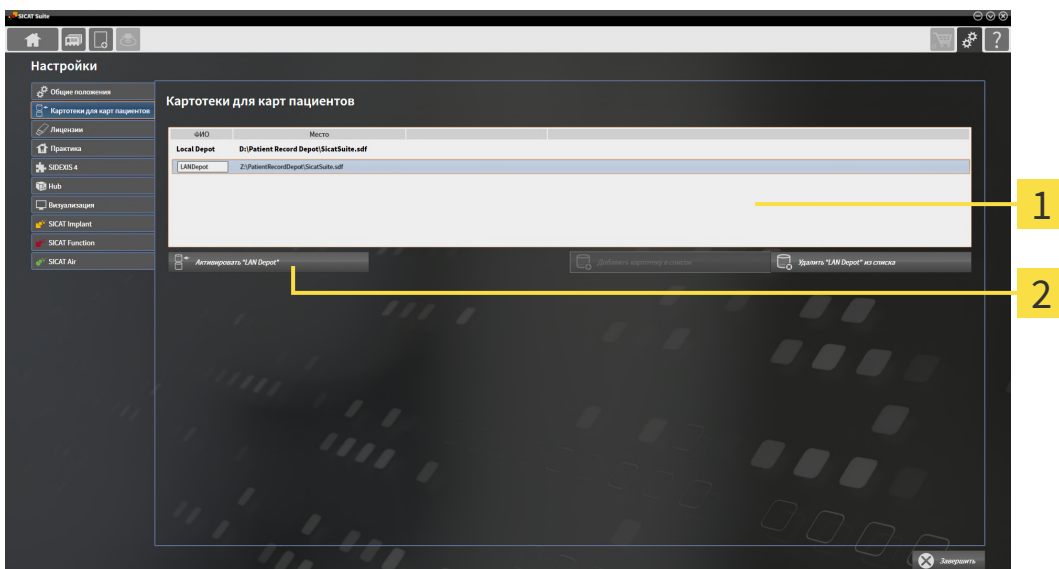 SICAT Suite
?
Настройки
Общие положения
Картотеки для карт пациентов
Лицензии
Практика
SIDEXIS 4
Hub
Визуализация
SICAT Implant
SICAT Function
SICAT Air
Картотеки для карт пациентов
ФИО Место
Local Depot D:\Patient Record Depot\SicatSuite.sdf
LANDepot Z:\PatientRecordDepot\SicatSuite.sdf
Активировать "LAN Depot"
Добавить картотеку в список
Удалить "LAN Depot" из списка
1
2
Завершить